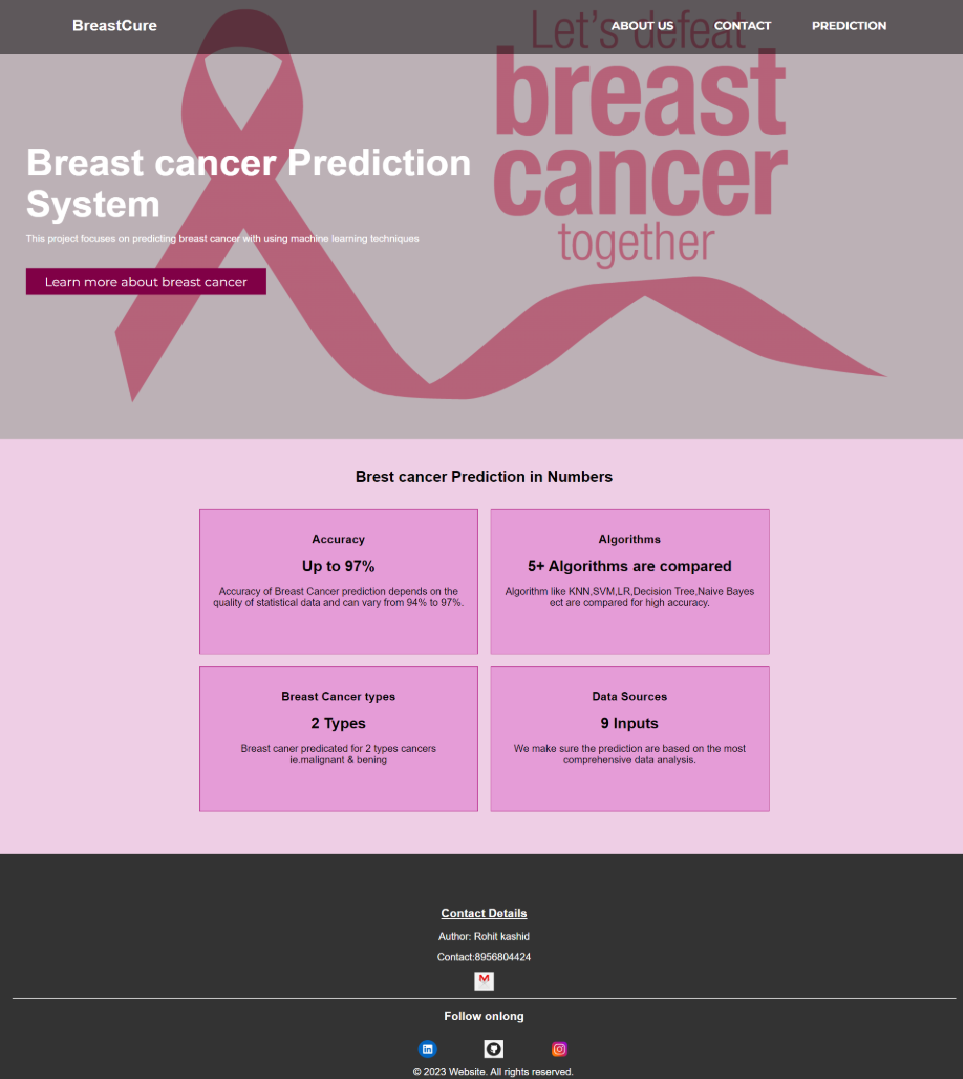 BreastCure
ABOUT US CONTACT PREDICTION
Let's defeat
breast
cancer
together
Breast cancer Prediction
System
This project focuses on predicting breast cancer with using machine learning techniques
Learn more about breast cancer
Brest cancer Prediction in Numbers
Accuracy
Up to 97%
Accuracy of Breast Cancer prediction depends on the
quality of statistical data and can vary from 94% to 97%.
Algorithms
5+ Algorithms are compared
Algorithm like KNN,SVM,LR,Decision Tree,Naive Bayes
ect are compared for high accuracy.
Breast Cancer types
2 Types
Breast caner predicated for 2 types cancers
ie.malignant & bening
Data Sources
9 Inputs
We make sure the prediction are based on the most
comprehensive data analysis.
Contact Details
Author: Rohit kashid
Contact:8956804424
Follow onlong
© 2023 Website. All rights reserved.